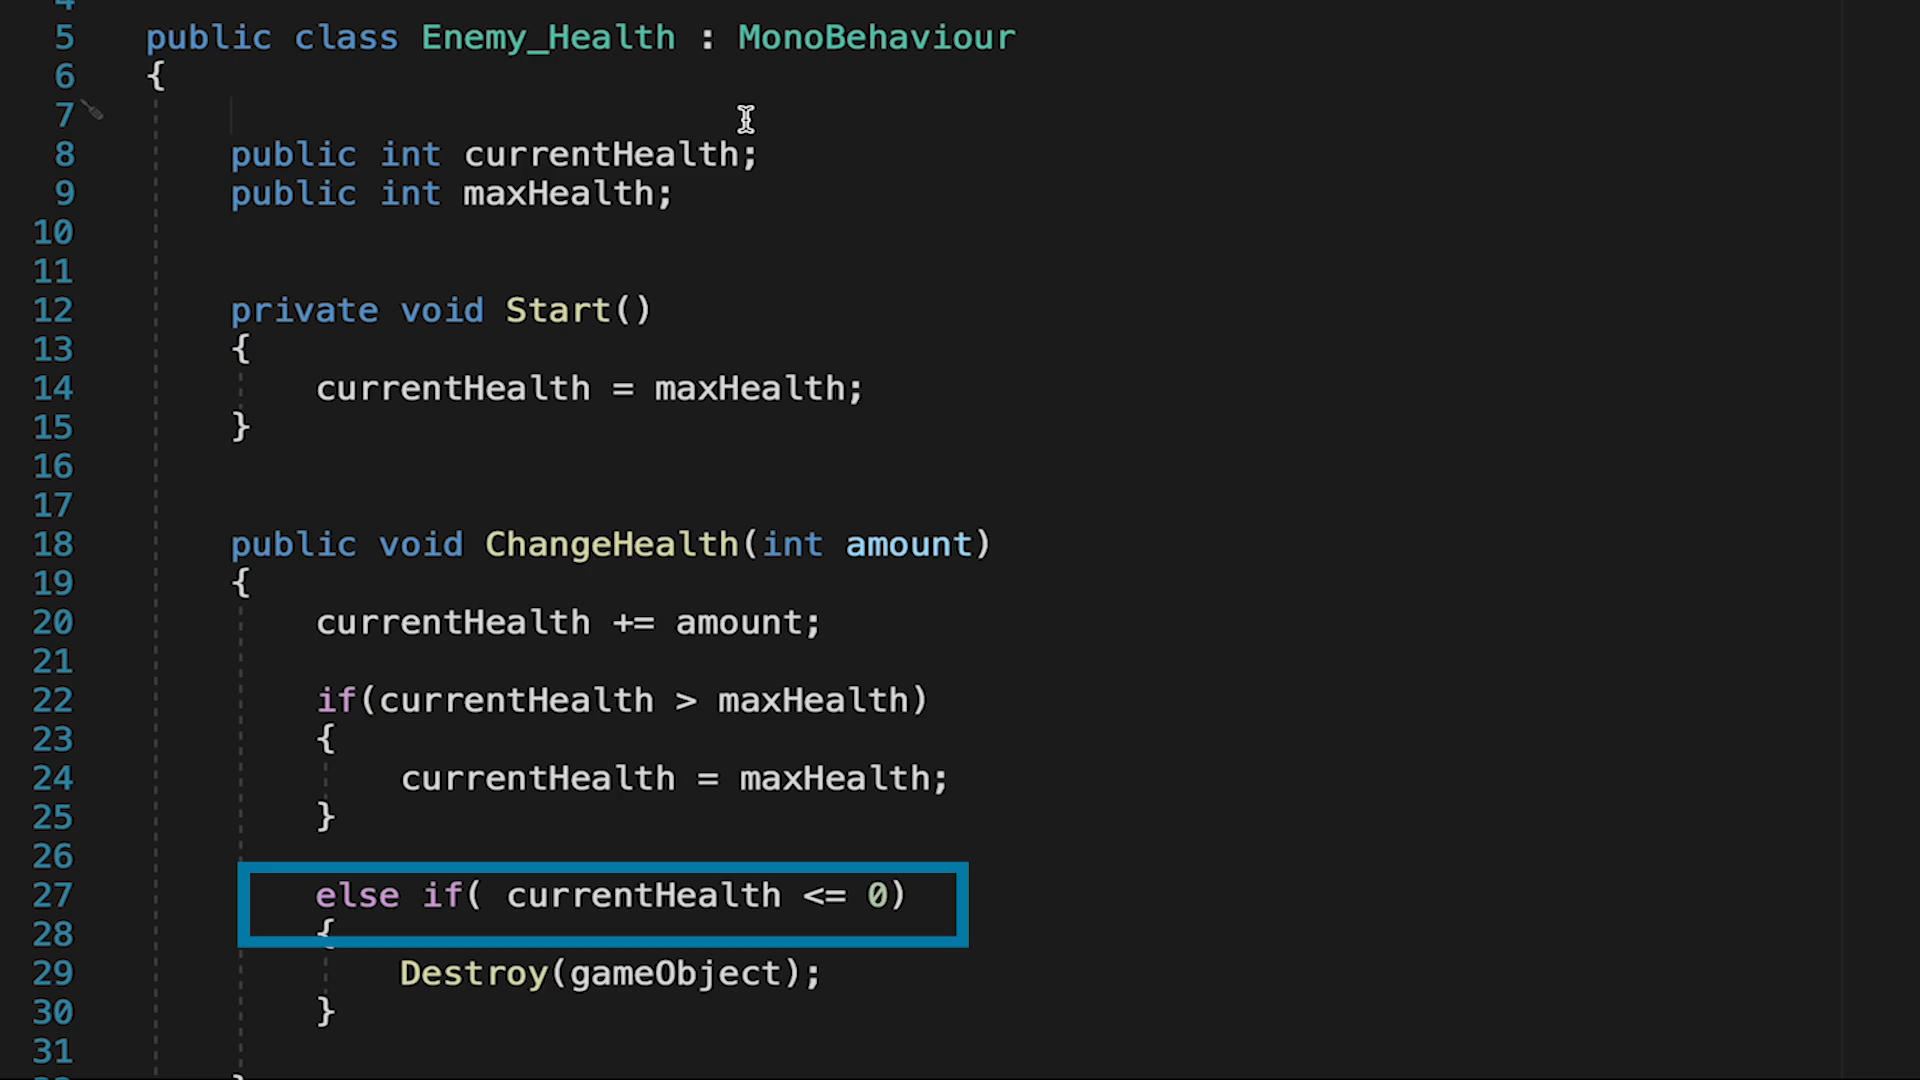 5 public class Enemy_Health : MonoBehaviour
6 {
7
8 public int currentHealth;
9 public int maxHealth;
10
11
12 private void Start()
13 {
14 currentHealth = maxHealth;
15 }
16
17
18 public void ChangeHealth(int amount)
19 {
20 currentHealth += amount;
21
22 if(currentHealth > maxHealth)
23 {
24 currentHealth = maxHealth;
25 }
26
27 else if( currentHealth <= 0)
28 {
29 Destroy(gameObject);
30 }
31